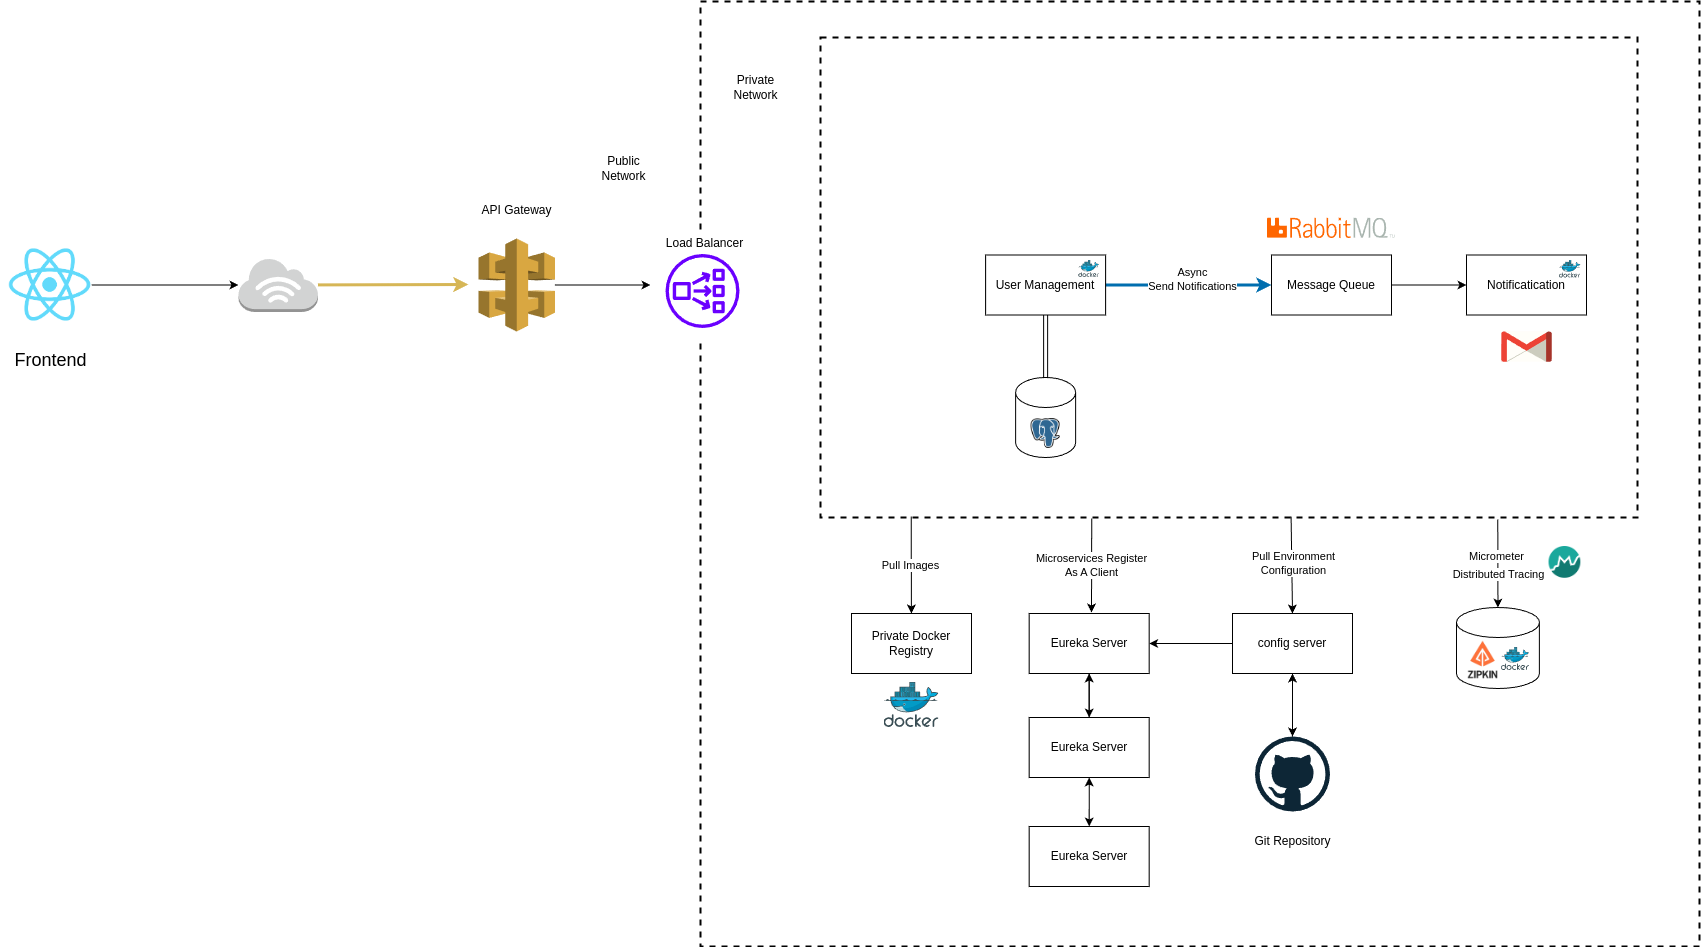 Private
Network
Public
Network
API Gateway
Load Balancer
Frontend
RabbitMQ
User Management
docker
Async
Send Notifications
Message Queue
Notificatication
docker
Pull Images
Microservices Register
As A Client
Pull Environment
Configuration
Micrometer
Distributed Tracing
Private Docker
Registry
docker
Eureka Server
config server
ZIPKIN
docker
Eureka Server
Eureka Server
Git Repository